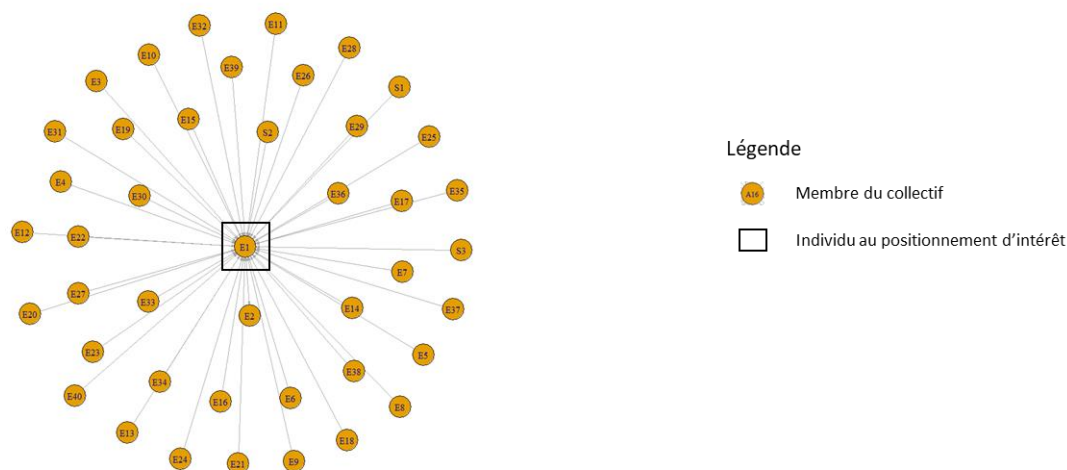 E32
E11
E28
E10
E39
E26
E3
S1
E15
E19
S2
E29
E31
E25
E4
E30
E36
E17
E35
E12
E22
E1
S3
E7
E27
E33
E20
E2
E14
E37
E23
E5
E34
E38
E40
E16
E6
E8
E13
E18
E24
E21
E9
Légende
A16 Membre du collectif
Individu au positionnement d’intérêt